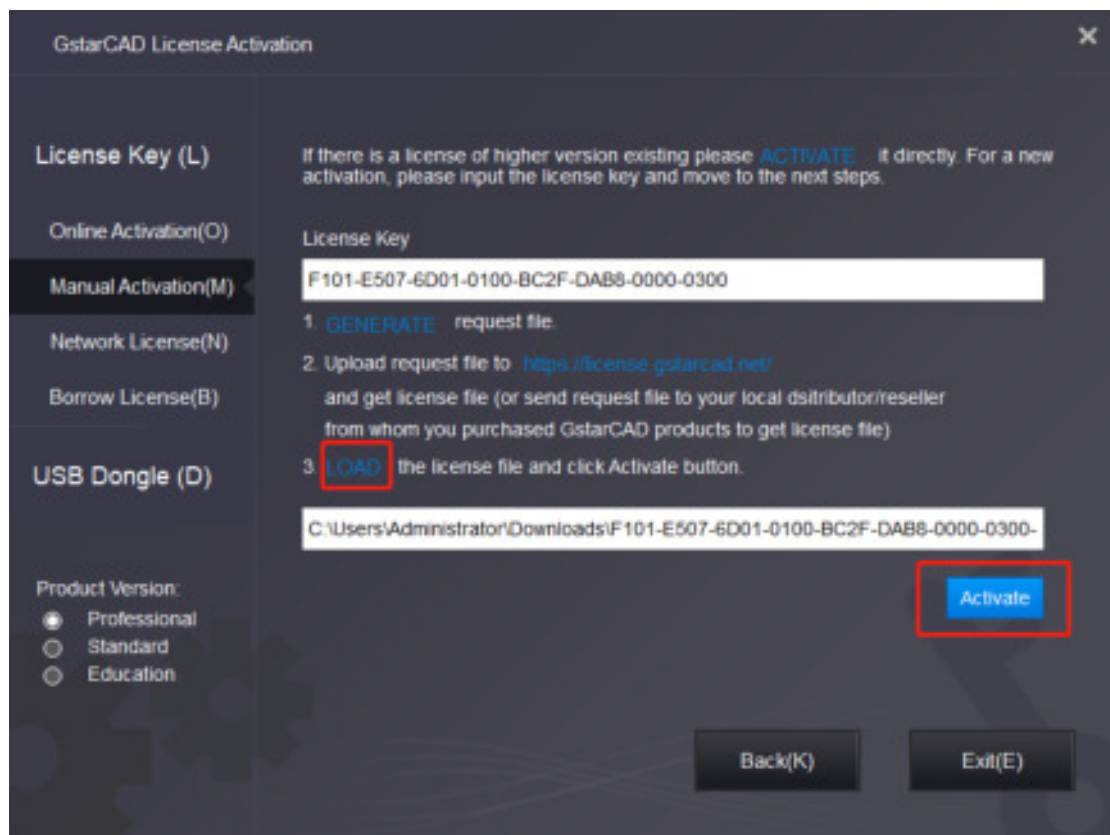 GstarCAD License Activation
License Key (L)
Online Activation(O)
Manual Activation(M)
Network License(N)
Borrow License(B)
USB Dongle (D)
Product Version:
Professional
Standard
Education
If there is a license of higher version existing please ACTIVATE it directly. For a new
activation, please input the license key and move to the next steps.
License Key
F101-E507-6D01-0100-BC2F-DAB8-0000-0300
1. GENERATE request file.
2. Upload request file to https://license.gstarcad.net/
and get license file (or send request file to your local dsitributor/reseller
from whom you purchased GstarCAD products to get license file)
3. LOAD the license file and click Activate button.
C:\Users\Administrator\Downloads\F101-E507-6D01-0100-BC2F-DAB8-0000-0300-
Activate
Back(K)
Exit(E)